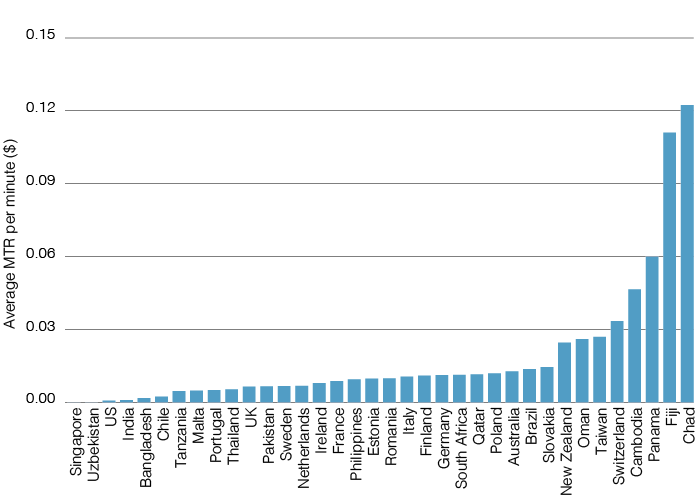 0.15
0.12
0.09
0.06
0.03
0.00
Average MTR per minute ($)
Singapore
Uzbekistan
US
India
Bangladesh
Chile
Tanzania
Malta
Portugal
Thailand
UK
Pakistan
Sweden
Netherlands
Ireland
France
Philippines
Estonia
Romania
Italy
Finland
Germany
South Africa
Qatar
Poland
Australia
Brazil
Slovakia
New Zealand
Oman
Taiwan
Switzerland
Cambodia
Panama
Fiji
Chad